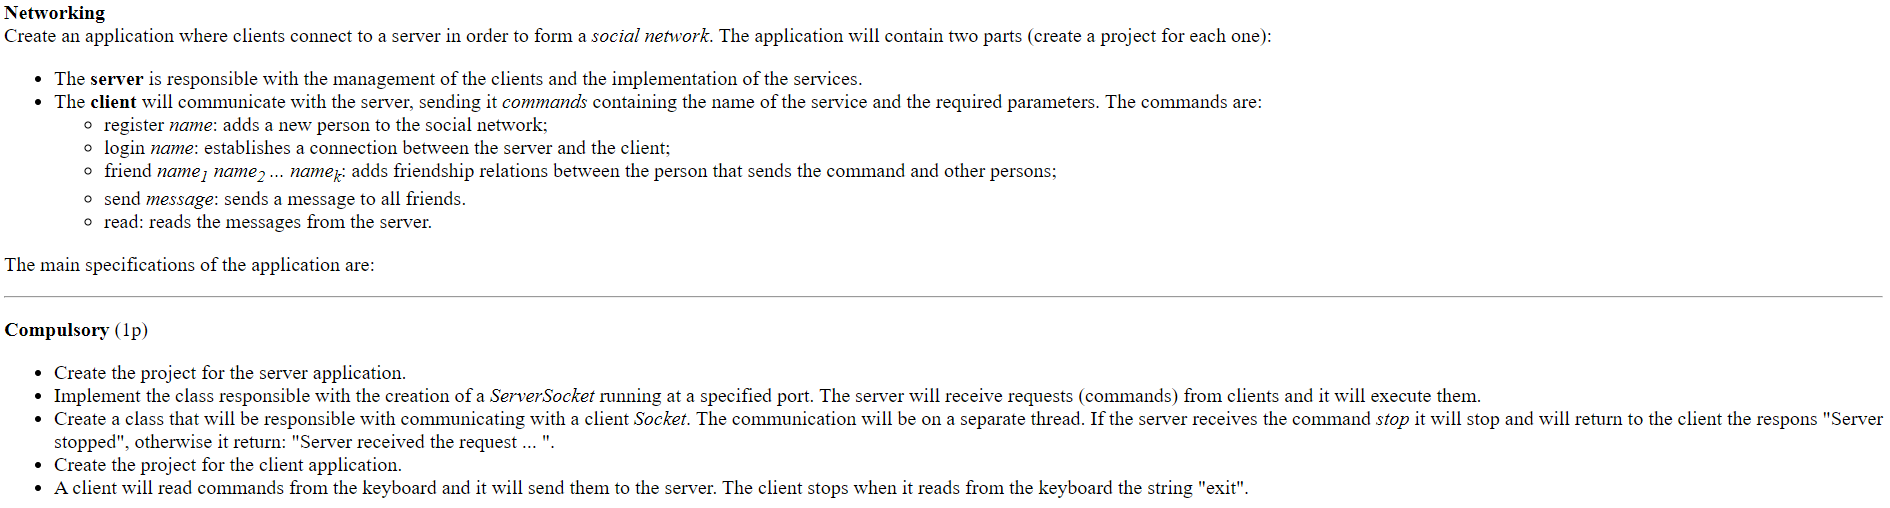 Networking
Create an application where clients connect to a server in order to form a social network. The application will contain two parts (create a project for each one):
• The server is responsible with the management of the clients and the implementation of the services.
• The client will communicate with the server, sending it commands containing the name of the service and the required parameters. The commands are:
◦ register name: adds a new person to the social network;
◦ login name: establishes a connection between the server and the client;
◦ friend name1 name2 ... namek: adds friendship relations between the person that sends the command and other persons;
◦ send message: sends a message to all friends.
◦ read: reads the messages from the server.
The main specifications of the application are:
Compulsory (1p)
• Create the project for the server application.
• Implement the class responsible with the creation of a ServerSocket running at a specified port. The server will receive requests (commands) from clients and it will execute them.
• Create a class that will be responsible with communicating with a client Socket. The communication will be on a separate thread. If the server receives the command stop it will stop and will return to the client the respons "Server
stopped", otherwise it return: "Server received the request ... ".
• Create the project for the client application.
• A client will read commands from the keyboard and it will send them to the server. The client stops when it reads from the keyboard the string "exit".